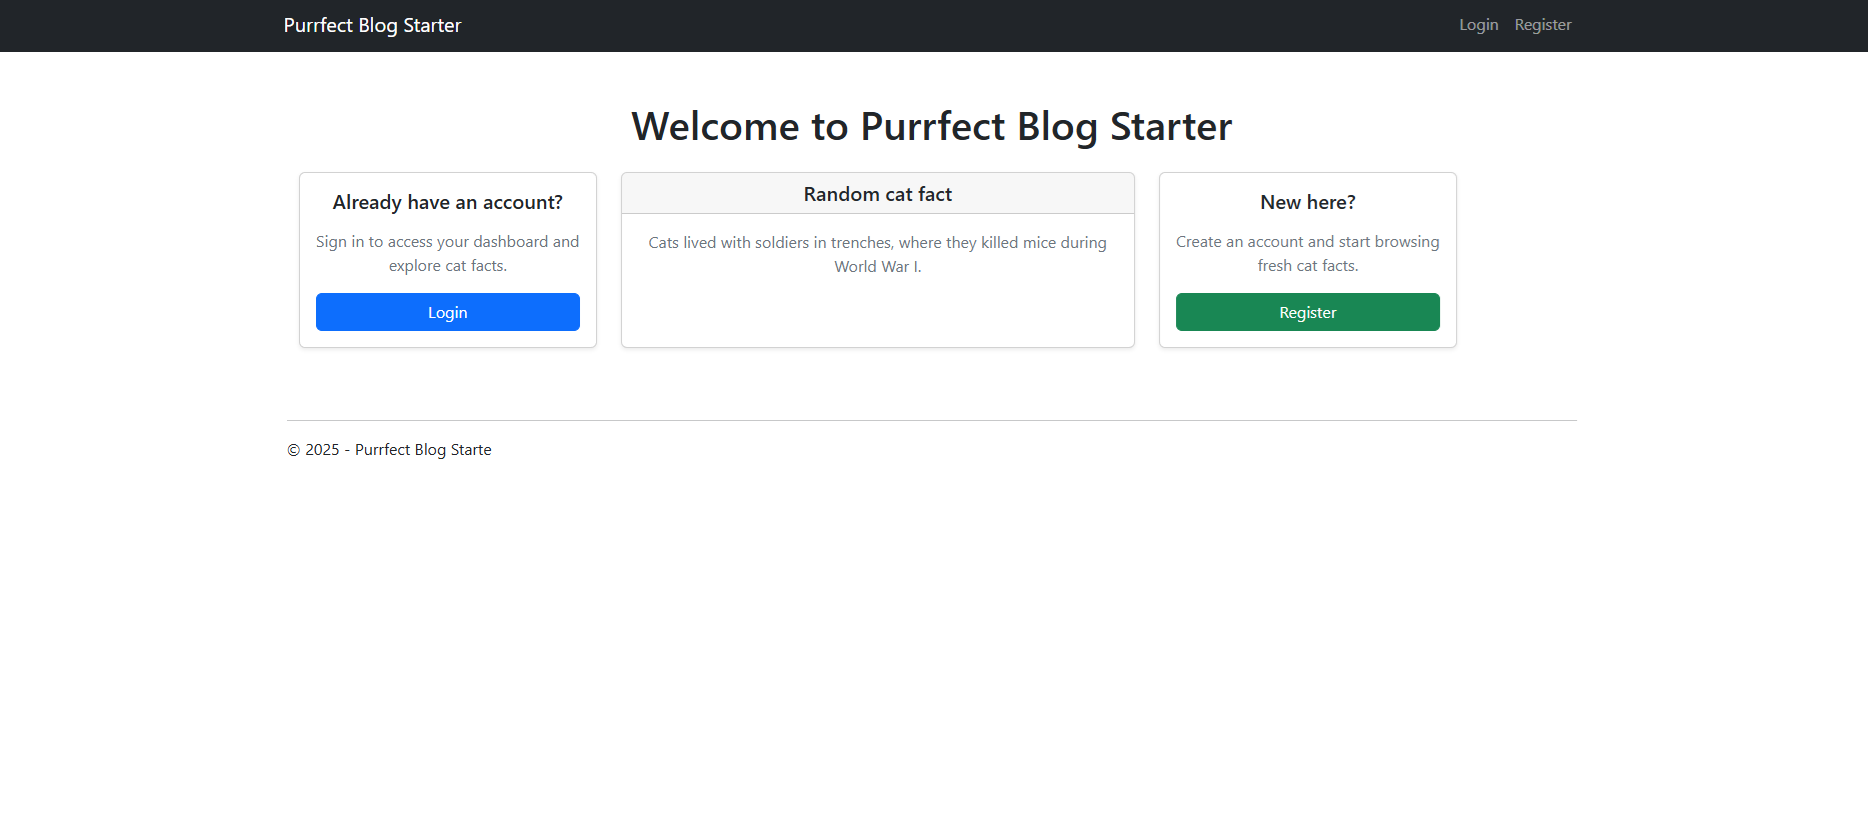 Purrfect Blog Starter
Login
Register
Welcome to Purrfect Blog Starter
Already have an account?
Sign in to access your dashboard and
explore cat facts.
Login
Random cat fact
Cats lived with soldiers in trenches, where they killed mice during
World War I.
New here?
Create an account and start browsing
fresh cat facts.
Register
© 2025 - Purrfect Blog Starte